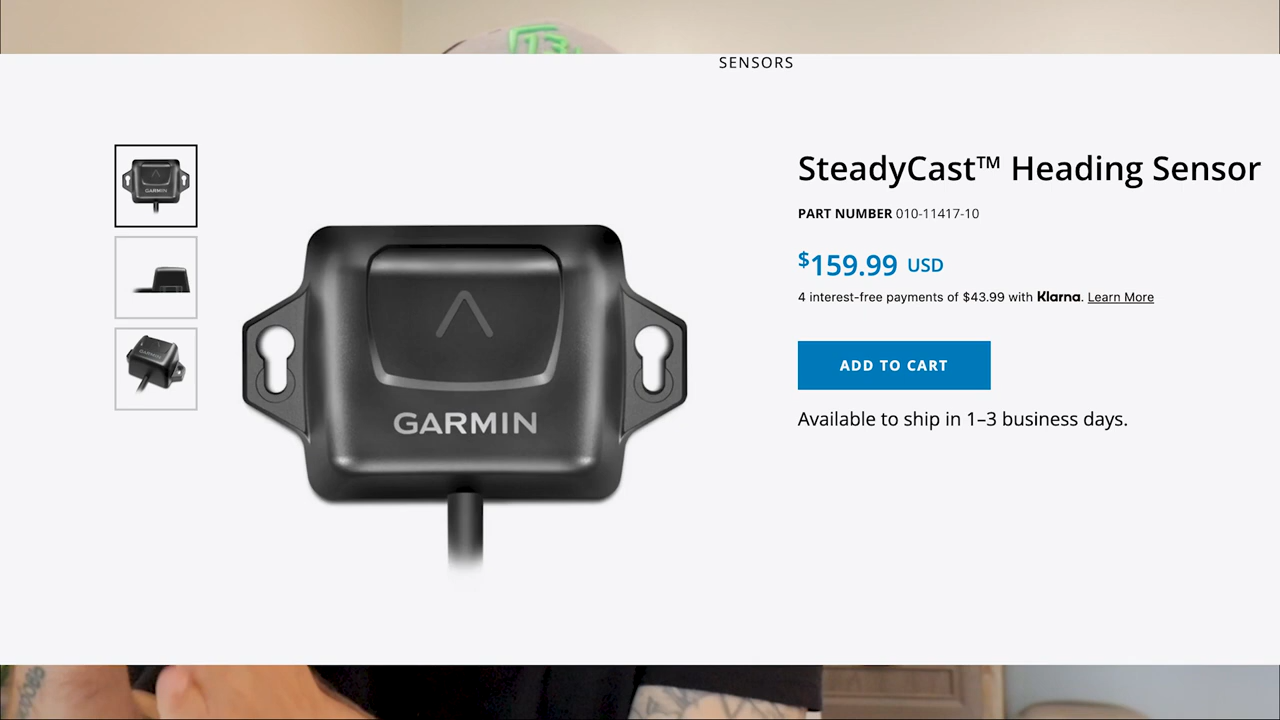 SENSORS
SteadyCast™ Heading Sensor
PART NUMBER 010-11417-10
$159.99 USD
4 interest-free payments of $43.99 with Klarna. Learn More
ADD TO CART
Available to ship in 1–3 business days.
GARMIN
GARMIN